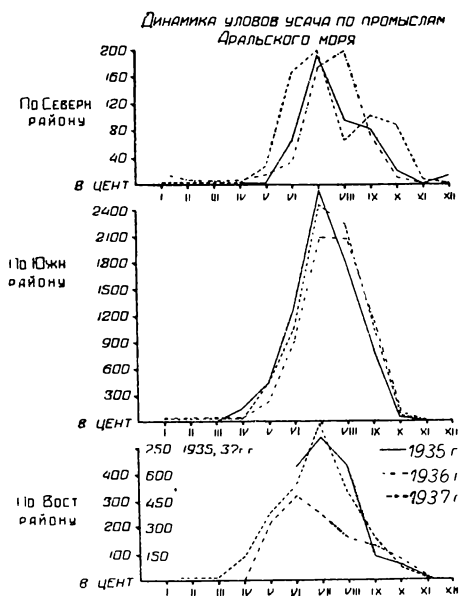 Динамика уловов усача по промыслам
Аральского моря
200
По Северн
району
160
120
80
40
в цент
I II III IV V VI VII VIII IX X XI XII
2400
2100
По Южн
району
1800
1500
1200
900
600
300
в цент
I II III IV V VI VII VIII IX X XI XII
250 1935, 37г г
1935 г
1936 г
1937 г
По Вост
району
400 600
300 450
200 300
100 150
в цент
I II III IV V VI VII VIII IX X XI XII